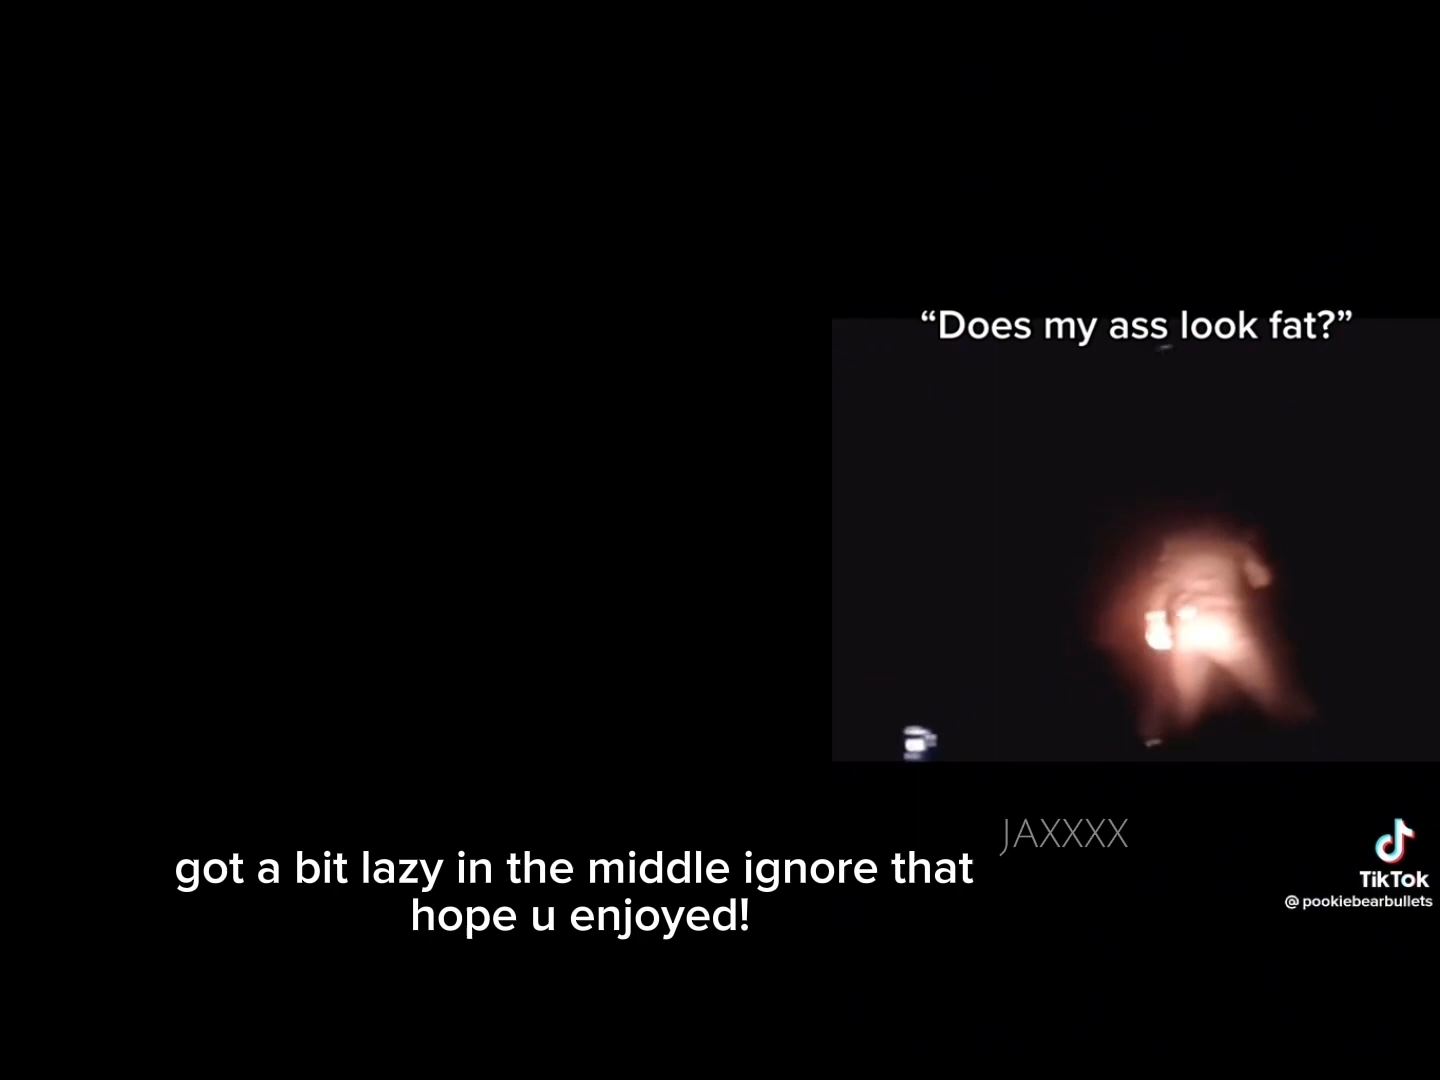 “Does my ass look fat?”
JAXXXX
got a bit lazy in the middle ignore that
hope u enjoyed!
TikTok
@pookiebearbullets